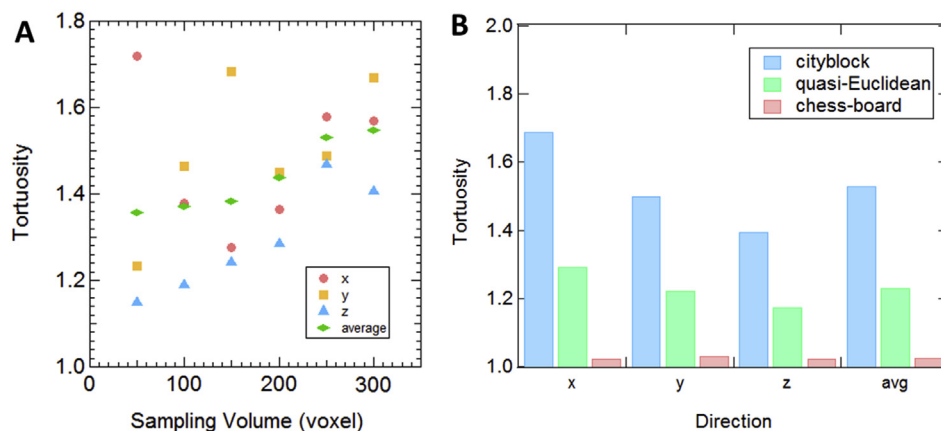 A
1.8
1.6
1.4
1.2
1.0
Tortuosity
x
y
z
average
0 100 200 300
Sampling Volume (voxel)
B
2.0
1.8
1.6
1.4
1.2
1.0
Tortuosity
cityblock
quasi-Euclidean
chess-board
x y z avg
Direction